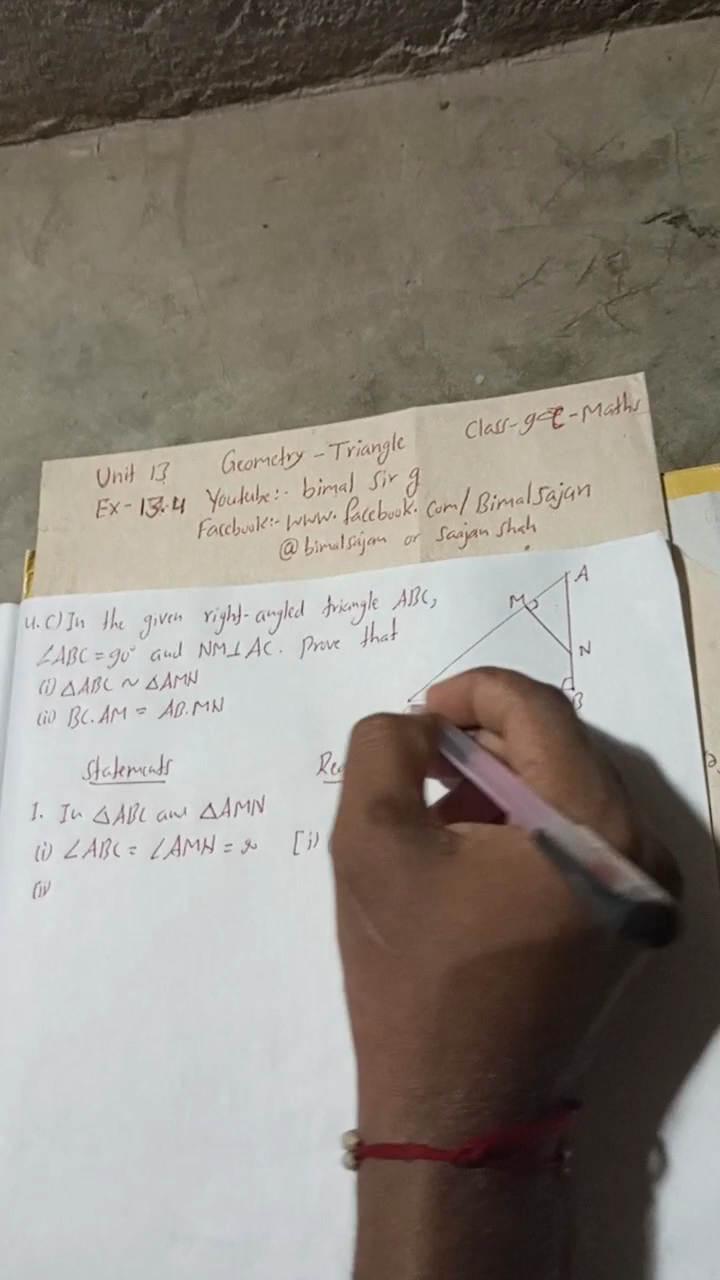 Unit 13 Geometry - Triangle Class - 9 - Maths
Ex - 13.4 Youtube:- bimal Sir g
Facebook:- www.facebook.com/Bimalsajan
@bimalsajan or Saajan Shah
4. c) In the given right-angled triangle ABC,
∠ABC = 90° and NM⊥AC. Prove that
(i) △ABC ~ △AMN
(ii) BC.AM = AB.MN
A
M
N
B
Statements
1. In △ABC and △AMN
(i) ∠ABC = ∠AMN = 90 [i)
(ii